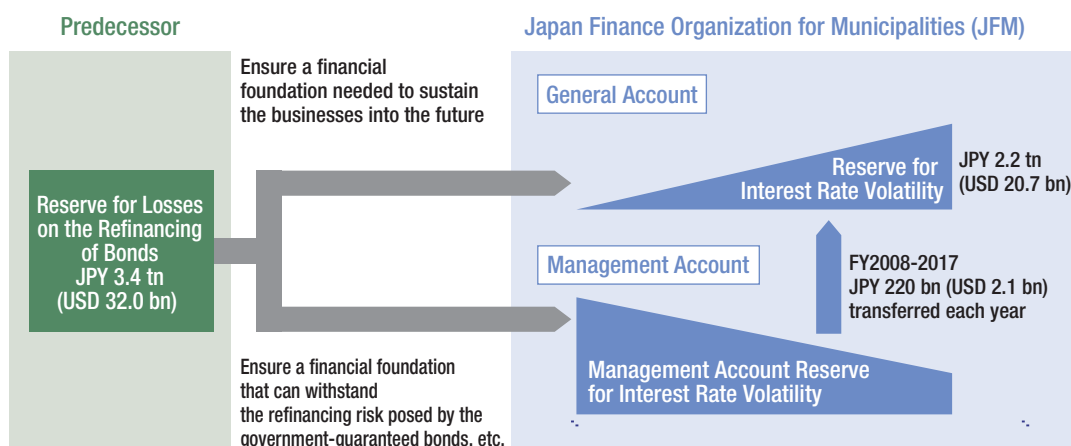 Predecessor
Japan Finance Organization for Municipalities (JFM)
Ensure a financial
foundation needed to sustain
the businesses into the future
General Account
Reserve for
Interest Rate Volatility
JPY 2.2 tn
(USD 20.7 bn)
Reserve for Losses
on the Refinancing
of Bonds
JPY 3.4 tn
(USD 32.0 bn)
Management Account
FY2008-2017
JPY 220 bn (USD 2.1 bn)
transferred each year
Management Account Reserve
for Interest Rate Volatility
Ensure a financial foundation
that can withstand
the refinancing risk posed by the
government-guaranteed bonds, etc.